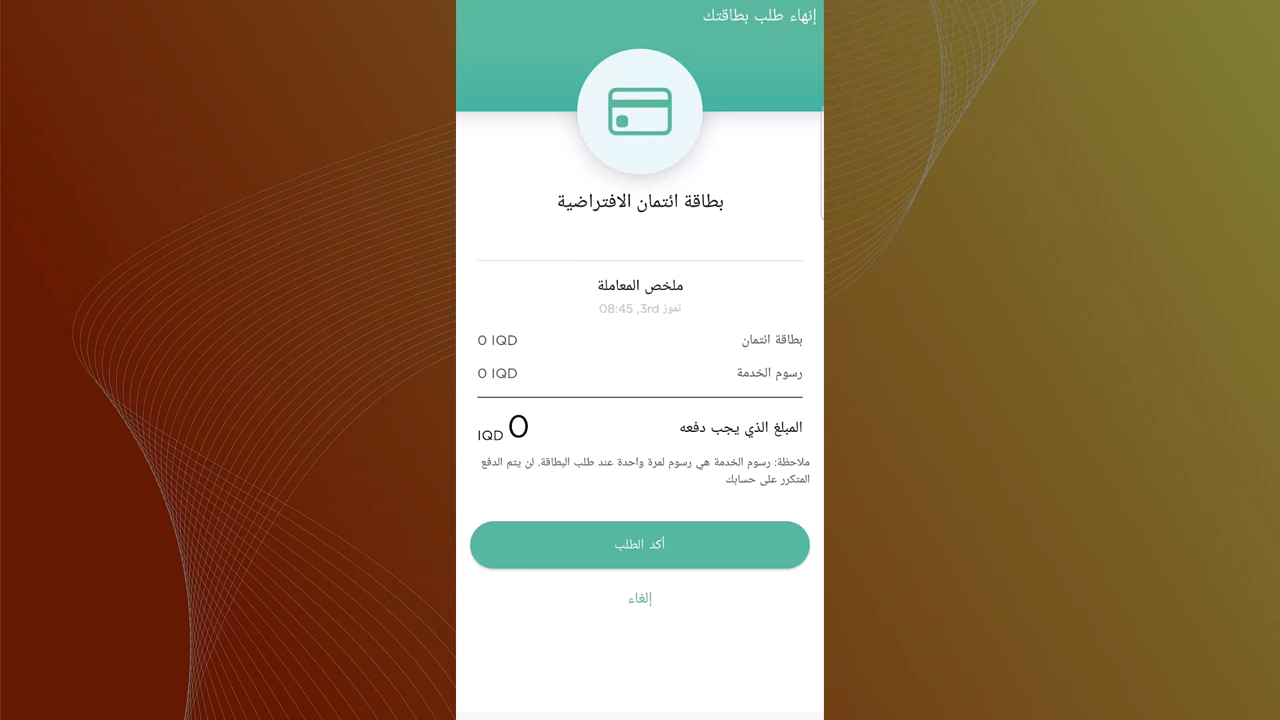 إنهاء طلب بطاقتك
بطاقة ائتمان الافتراضية
ملخص المعاملة
تموز 3rd, 08:45
بطاقة ائتمان 0 IQD
رسوم الخدمة 0 IQD
المبلغ الذي يجب دفعه 0 IQD
ملاحظة: رسوم الخدمة هي رسوم لمرة واحدة عند طلب البطاقة. لن يتم الدفع
المتكرر على حسابك
أكد الطلب
إلغاء